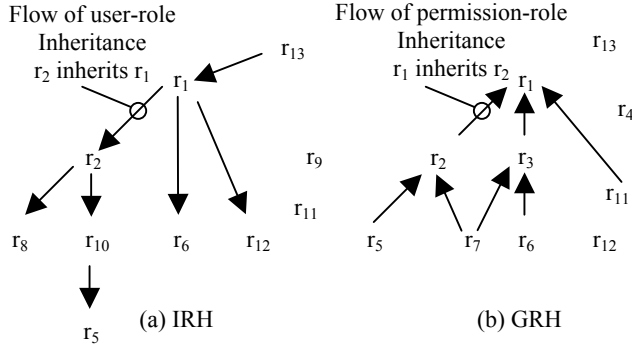 Flow of user-role
Inheritance
r2 inherits r1
r13
r1
r2
r9
r11
r8
r10
r6
r12
r5
(a) IRH
Flow of permission-role
Inheritance
r1 inherits r2
r13
r1
r4
r2
r3
r11
r5
r7
r6
r12
(b) GRH